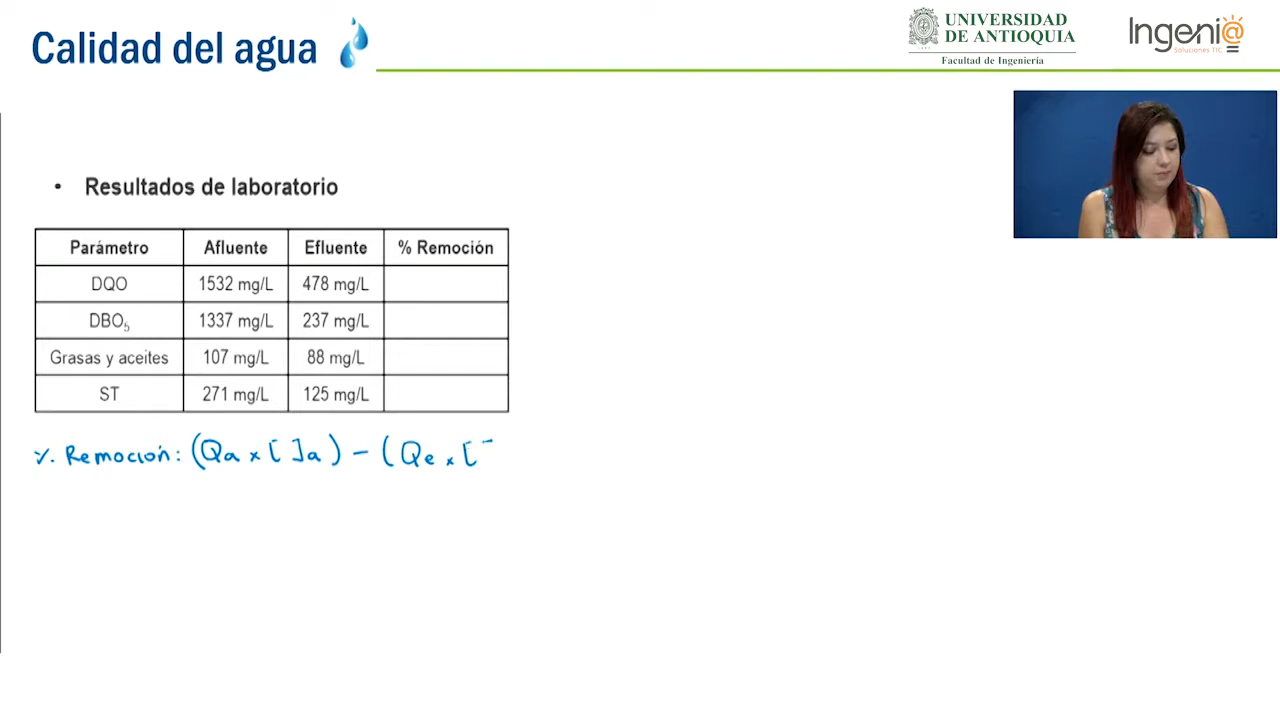 Calidad del agua
UNIVERSIDAD
DE ANTIOQUIA
Facultad de Ingeniería
Ingeni@
Soluciones TIC
• Resultados de laboratorio
Parámetro Afluente Efluente % Remoción
DQO 1532 mg/L 478 mg/L
DBO₅ 1337 mg/L 237 mg/L
Grasas y aceites 107 mg/L 88 mg/L
ST 271 mg/L 125 mg/L
%. Remoción: (Qa x [ ]a) - (Qe x [